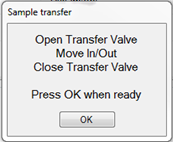 Sample transfer
Open Transfer Valve
Move In/Out
Close Transfer Valve
Press OK when ready
OK